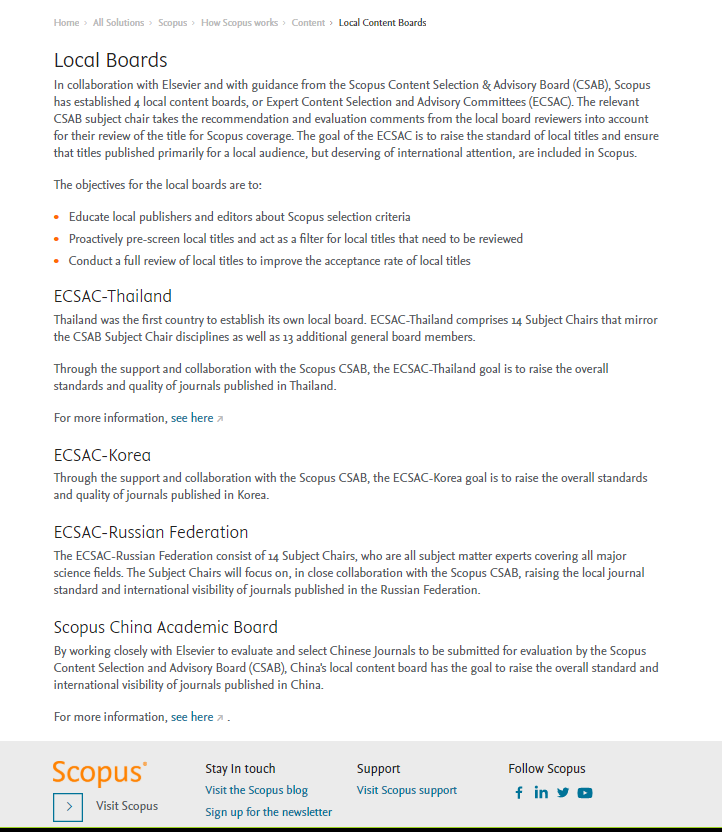 Home > All Solutions > Scopus > How Scopus works > Content > Local Content Boards
Local Boards
In collaboration with Elsevier and with guidance from the Scopus Content Selection & Advisory Board (CSAB), Scopus
has established 4 local content boards, or Expert Content Selection and Advisory Committees (ECSAC). The relevant
CSAB subject chair takes the recommendation and evaluation comments from the local board reviewers into account
for their review of the title for Scopus coverage. The goal of the ECSAC is to raise the standard of local titles and ensure
that titles published primarily for a local audience, but deserving of international attention, are included in Scopus.
The objectives for the local boards are to:
• Educate local publishers and editors about Scopus selection criteria
• Proactively pre-screen local titles and act as a filter for local titles that need to be reviewed
• Conduct a full review of local titles to improve the acceptance rate of local titles
ECSAC-Thailand
Thailand was the first country to establish its own local board. ECSAC-Thailand comprises 14 Subject Chairs that mirror
the CSAB Subject Chair disciplines as well as 13 additional general board members.
Through the support and collaboration with the Scopus CSAB, the ECSAC-Thailand goal is to raise the overall
standards and quality of journals published in Thailand.
For more information, see here ↗
ECSAC-Korea
Through the support and collaboration with the Scopus CSAB, the ECSAC-Korea goal is to raise the overall standards
and quality of journals published in Korea.
ECSAC-Russian Federation
The ECSAC-Russian Federation consist of 14 Subject Chairs, who are all subject matter experts covering all major
science fields. The Subject Chairs will focus on, in close collaboration with the Scopus CSAB, raising the local journal
standard and international visibility of journals published in the Russian Federation.
Scopus China Academic Board
By working closely with Elsevier to evaluate and select Chinese Journals to be submitted for evaluation by the Scopus
Content Selection and Advisory Board (CSAB), China's local content board has the goal to raise the overall standard and
international visibility of journals published in China.
For more information, see here ↗ .
Scopus®
> Visit Scopus
Stay In touch
Visit the Scopus blog
Sign up for the newsletter
Support
Visit Scopus support
Follow Scopus